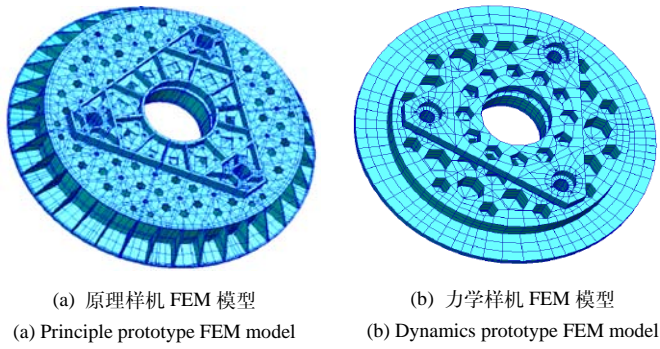 (a) 原理样机 FEM 模型
(b) 力学样机 FEM 模型
(a) Principle prototype FEM model
(b) Dynamics prototype FEM model